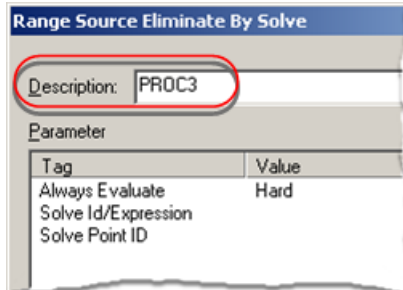 Range Source Eliminate By Solve
Description: PROC3
Parameter
Tag Value
Always Evaluate Hard
Solve Id/Expression
Solve Point ID